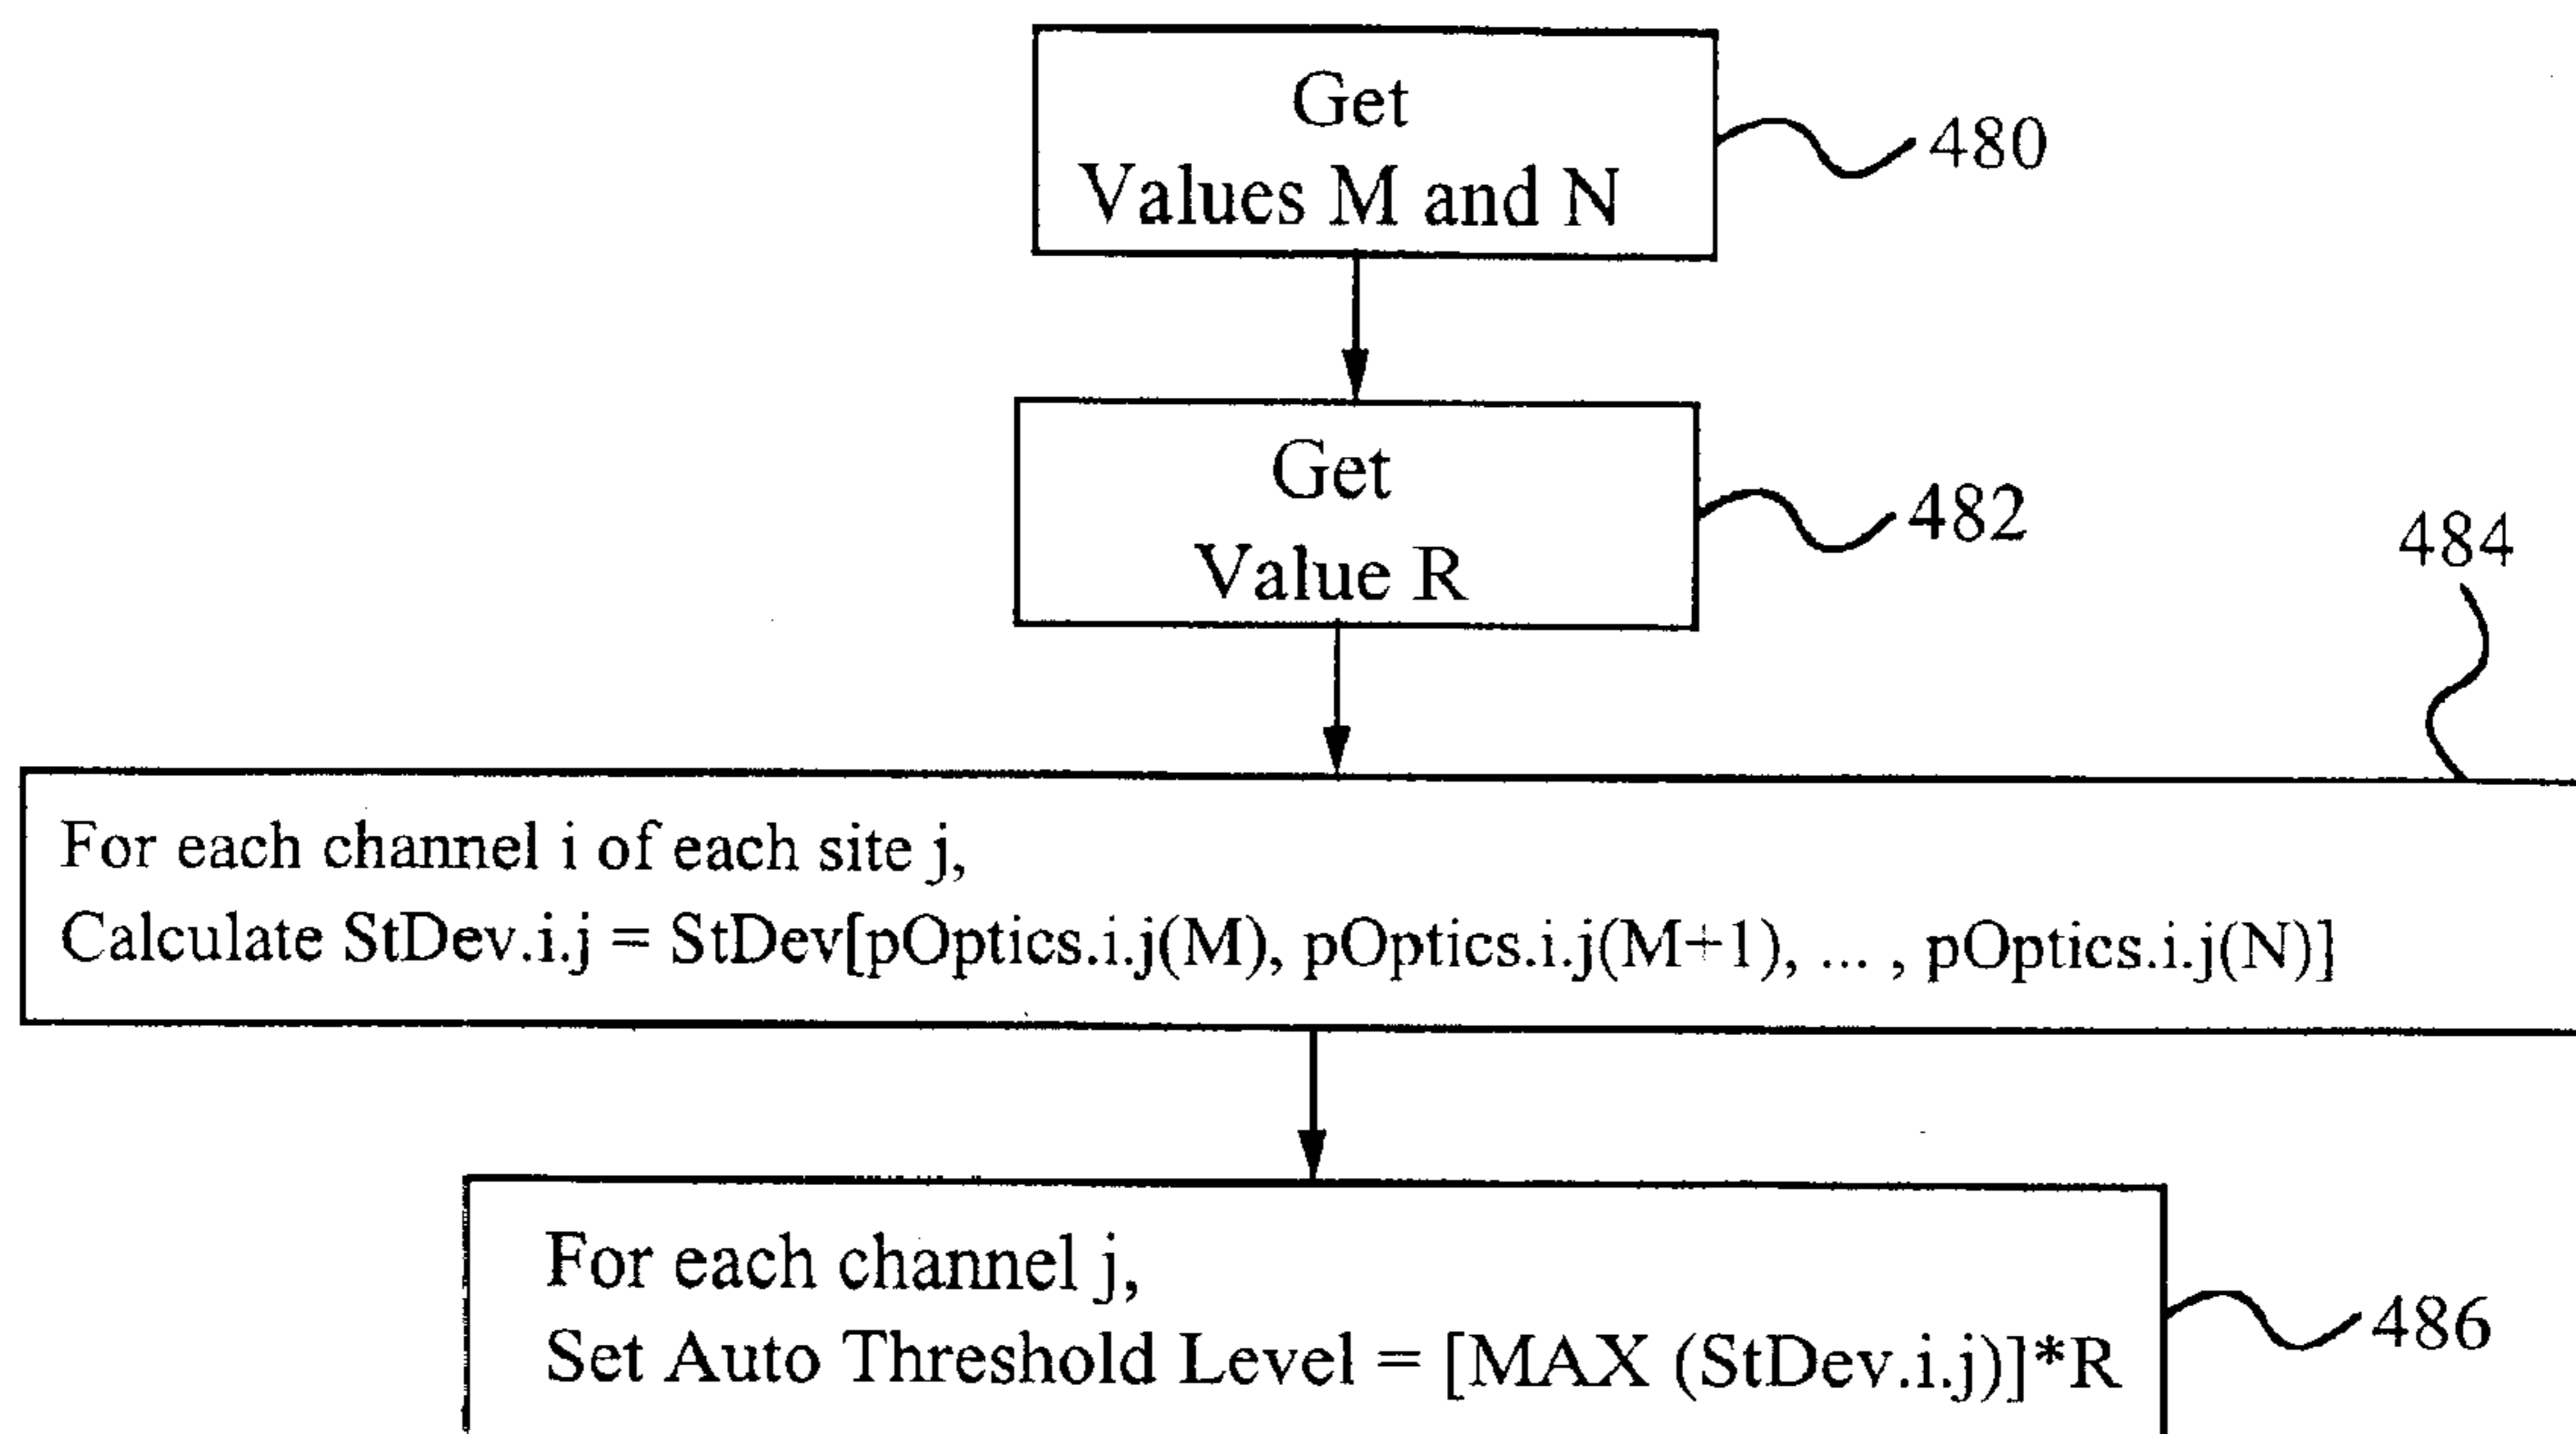 Get
Values M and N
480
Get
Value R
482
484
For each channel i of each site j,
Calculate StDev.i.j = StDev[pOptics.i.j(M), pOptics.i.j(M+1), ... , pOptics.i.j(N)]
For each channel j,
Set Auto Threshold Level = [MAX (StDev.i.j)]*R
486